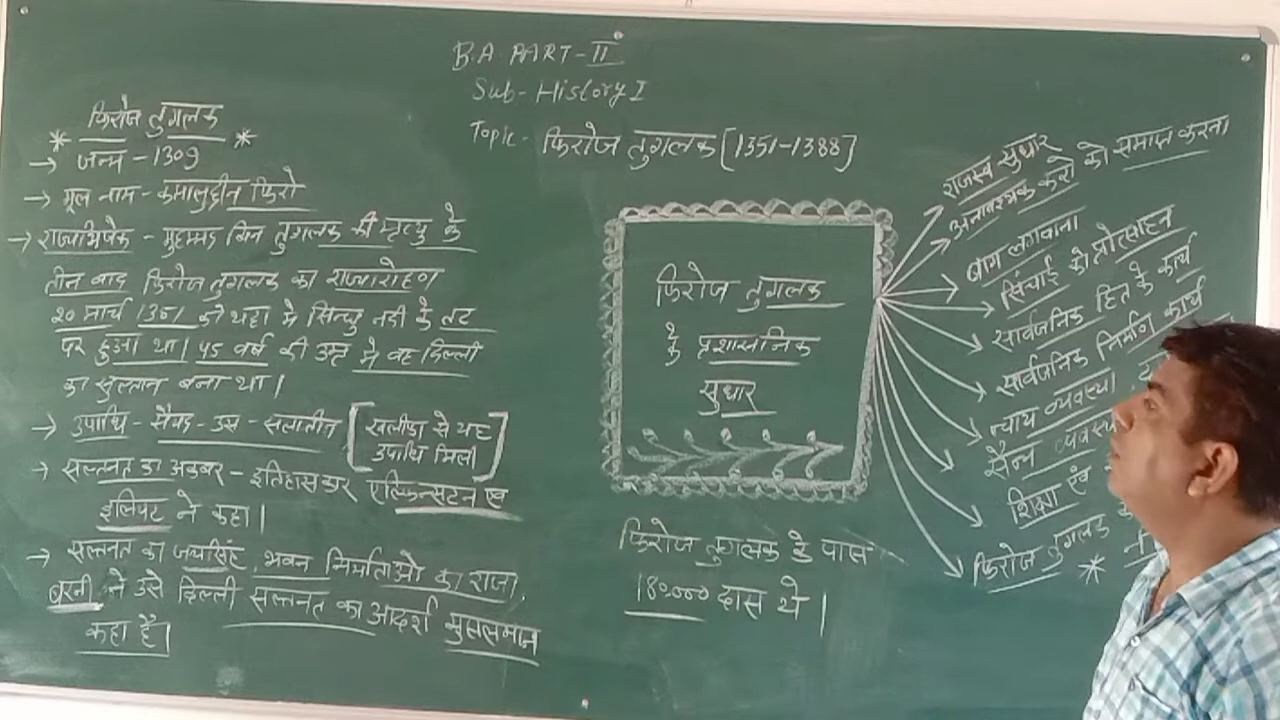 B.A. PART-II
Sub- History I
Topic - फिरोज तुगलक [1351-1388]
फिरोज तुगलक
* *
→ जन्म - 1309
→ मूल नाम - कमालुद्दीन फिरो
→ राज्याभिषेक - मुहम्मद बिन तुगलक की मृत्यु के
तीन बाद फिरोज तुगलक का राज्यारोहण
20 मार्च 1351 को थट्टा मे सिन्धु नदी के तट
पर हुआ था। 45 वर्ष की उम्र मे वह दिल्ली
का सुल्तान बना था।
→ उपाधि - सैयद - उस - सलातीन [खलीफा से यह
उपाधि मिली]
→ सल्तनत का अकबर - इतिहासकार एल्फिन्सटन एव
इलियट ने कहा।
→ सल्तनत का जयसिंह, भवन निर्माताओ का राजा,
बरनी ने उसे दिल्ली सल्तनत का आदर्श मुसलमान
कहा है।
फिरोज तुगलक
के प्रशासनिक
सुधार
फिरोज तुगलक के पास
180000 दास थे।
राजस्व सुधार
अनावश्यक करो को समाप्त करना
बाग लगवाना
सिंचाई को प्रोत्साहन
सार्वजनिक हित के कार्य
सार्वजनिक निर्माण कार्य
न्याय व्यवस्था
सैन्य
शिक्षा एंव
फिरोज तुगलक
*